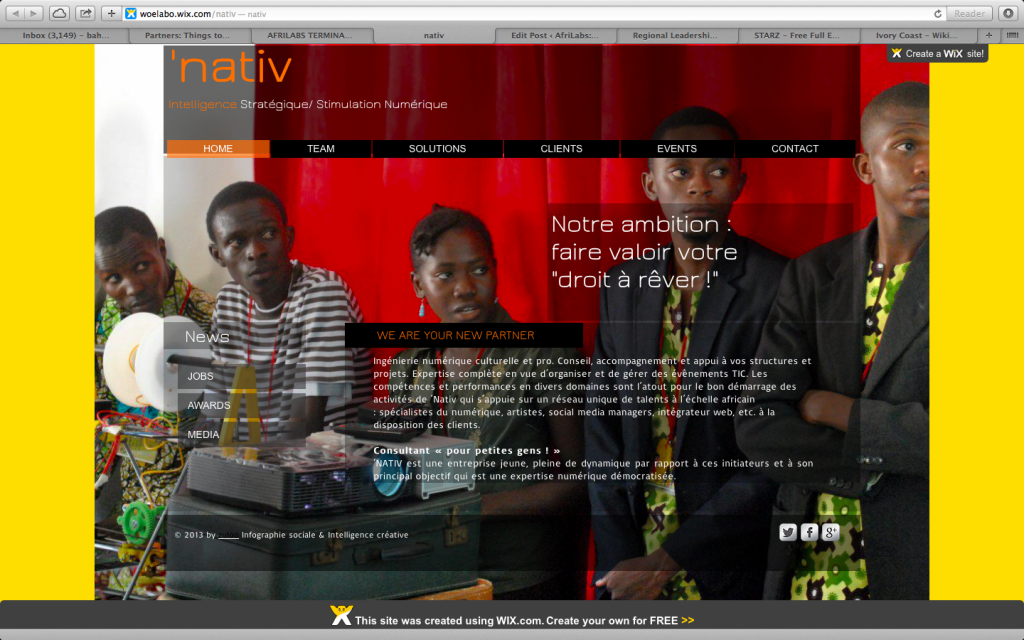 woelabo.wix.com/nativ — nativ
Reader
Inbox (3,149) – bah...
Partners: Things to...
AFRILABS TERMINA...
nativ
Edit Post ‹ AfriLabs:...
Regional Leadershi...
STARZ – Free Full E...
Ivory Coast – Wiki...
Create a WiX site!
'nativ
Intelligence Stratégique/ Stimulation Numérique
HOME
TEAM
SOLUTIONS
CLIENTS
EVENTS
CONTACT
Notre ambition :
faire valoir votre
"droit à rêver !"
News
JOBS
AWARDS
MEDIA
WE ARE YOUR NEW PARTNER
Ingénierie numérique culturelle et pro. Conseil, accompagnement et appui à vos structures et
projets. Expertise complète en vue d'organiser et de gérer des évènements TIC. Les
compétences et performances en divers domaines sont l'atout pour le bon démarrage des
activités de 'Nativ qui s'appuie sur un réseau unique de talents à l'échelle africain
: spécialistes du numérique, artistes, social media managers, intégrateur web, etc. à la
disposition des clients.
Consultant « pour petites gens ! »
'NATIV est une entreprise jeune, pleine de dynamique par rapport à ces initiateurs et à son
principal objectif qui est une expertise numérique démocratisée.
© 2013 by ____ Infographie sociale & Intelligence créative
This site was created using WIX.com. Create your own for FREE >>